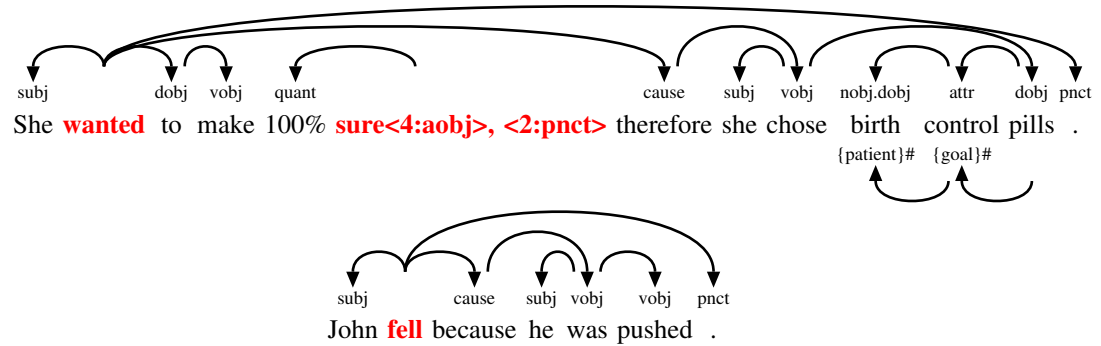 subj dobj vobj quant cause subj vobj nobj.dobj attr dobj pnct
She wanted to make 100% sure<4:aobj>, <2:pnct> therefore she chose birth control pills .
{patient}# {goal}#
subj cause subj vobj vobj pnct
John fell because he was pushed .